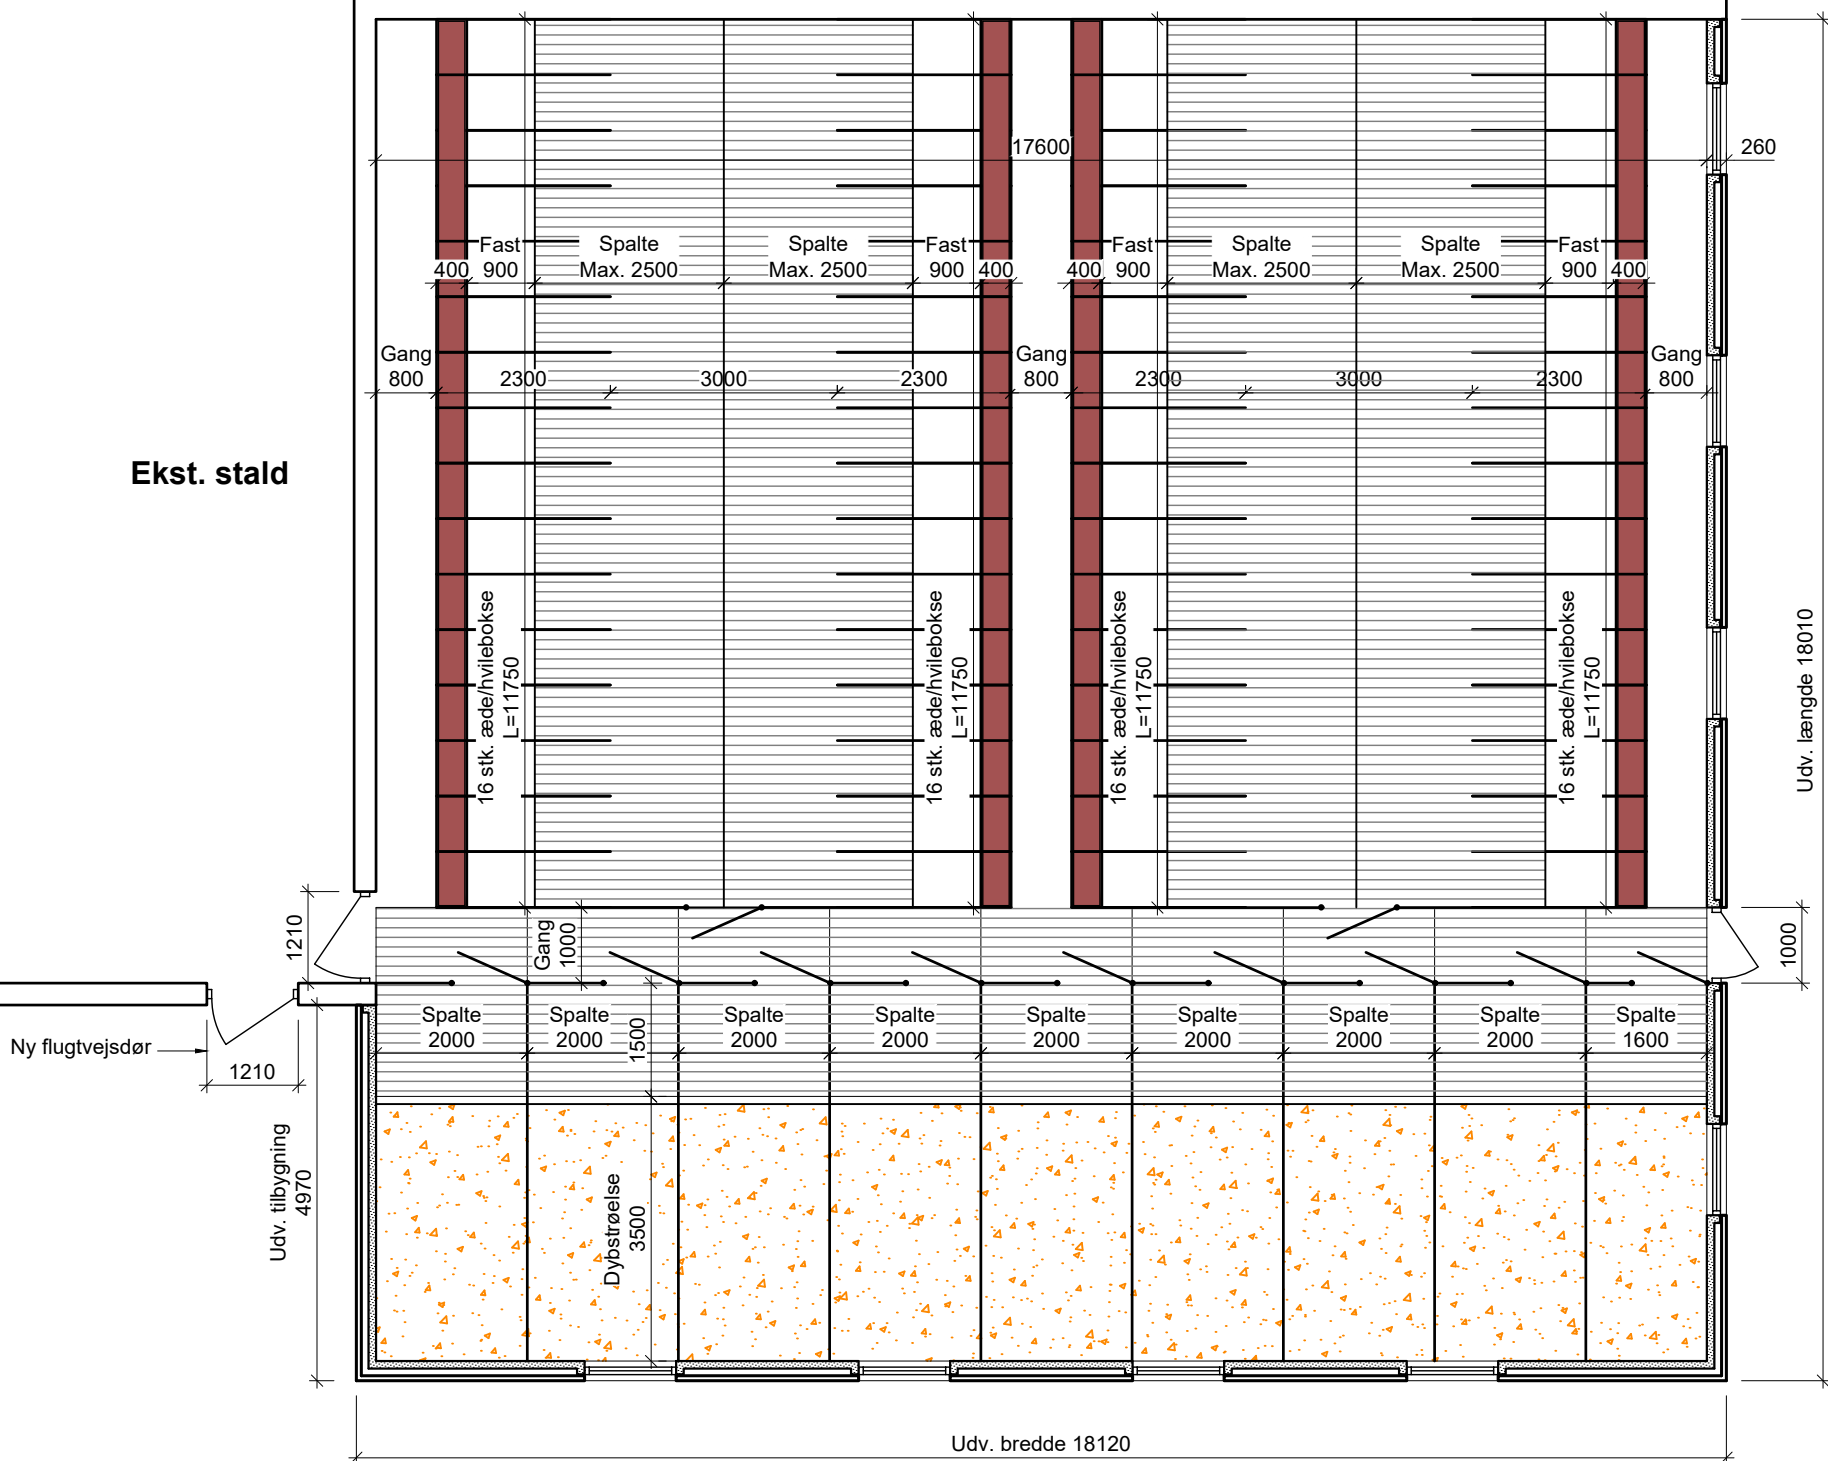 17600
260
Fast
Spalte
Spalte
Fast
Fast
Spalte
Spalte
Fast
400
900
Max. 2500
Max. 2500
900
400
400
900
Max. 2500
Max. 2500
900
400
Gang
Gang
Gang
800
2300
3000
2300
800
2300
3000
2300
800
Ekst. stald
16 stk. æde/hvilebokse
L=11750
16 stk. æde/hvilebokse
L=11750
16 stk. æde/hvilebokse
L=11750
16 stk. æde/hvilebokse
L=11750
Udv. længde 18010
1210
Gang
1000
1000
Spalte
Spalte
Spalte
Spalte
Spalte
Spalte
Spalte
Spalte
Spalte
2000
2000
1500
2000
2000
2000
2000
2000
2000
1600
Ny flugtvejsdør
1210
Udv. tilbygning
4970
Dybstrøelse
3500
Udv. bredde 18120